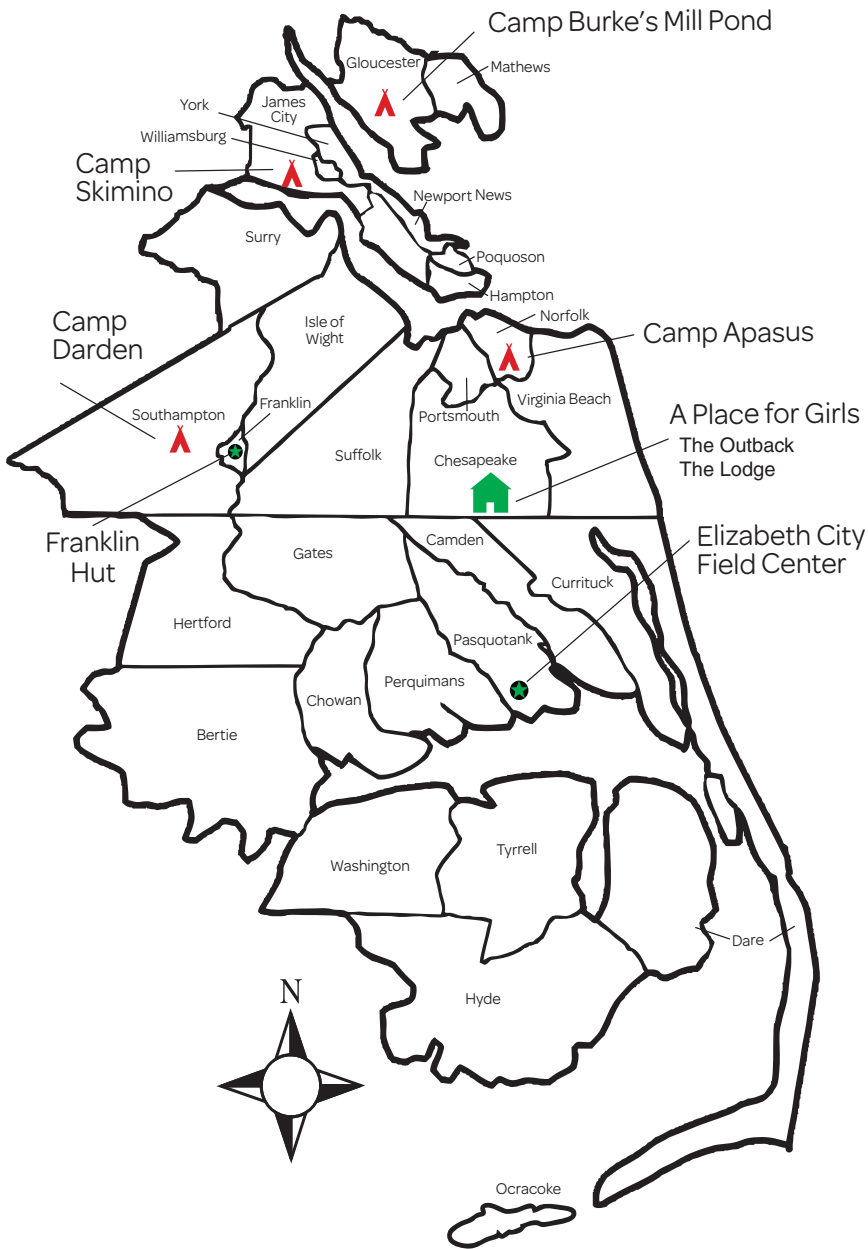 Camp Burke's Mill Pond
Gloucester
Mathews
York
James
City
Williamsburg
Camp
Skimino
Newport News
Surry
Poquoson
Hampton
Isle of
Wight
Norfolk
Camp
Darden
Camp Apasus
Southampton
Franklin
Portsmouth
Virginia Beach
A Place for Girls
The Outback
The Lodge
Suffolk
Chesapeake
Franklin
Hut
Elizabeth City
Field Center
Gates
Camden
Currituck
Hertford
Pasquotank
Perquimans
Chowan
Bertie
Washington
Tyrrell
Dare
Hyde
N
Ocracoke